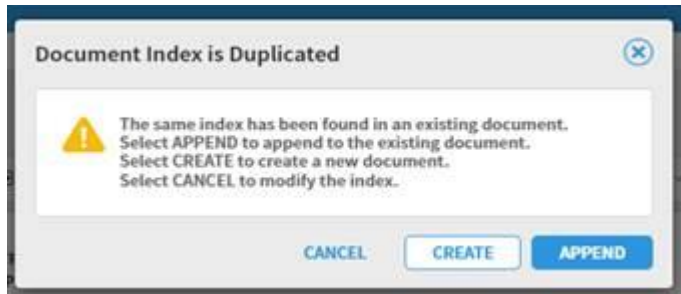 Document Index is Duplicated
The same index has been found in an existing document.
Select APPEND to append to the existing document.
Select CREATE to create a new document.
Select CANCEL to modify the index.
CANCEL CREATE APPEND